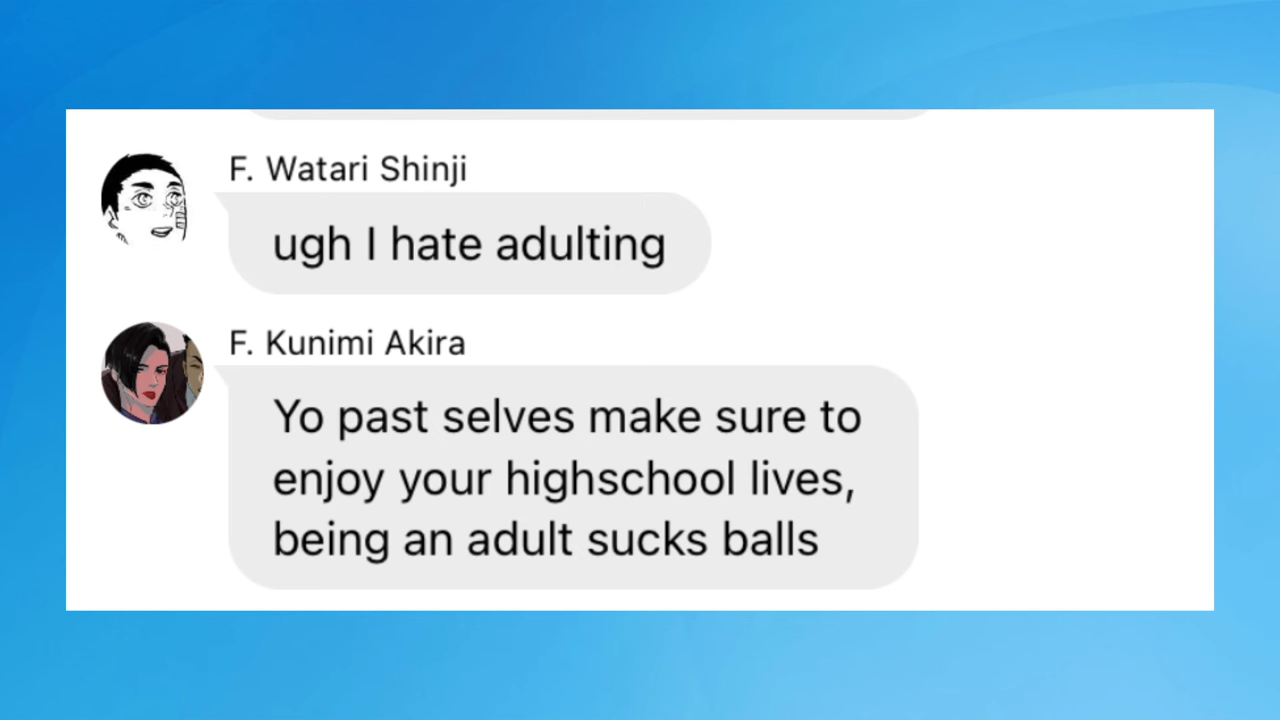 F. Watari Shinji
ugh I hate adulting
F. Kunimi Akira
Yo past selves make sure to
enjoy your highschool lives,
being an adult sucks balls